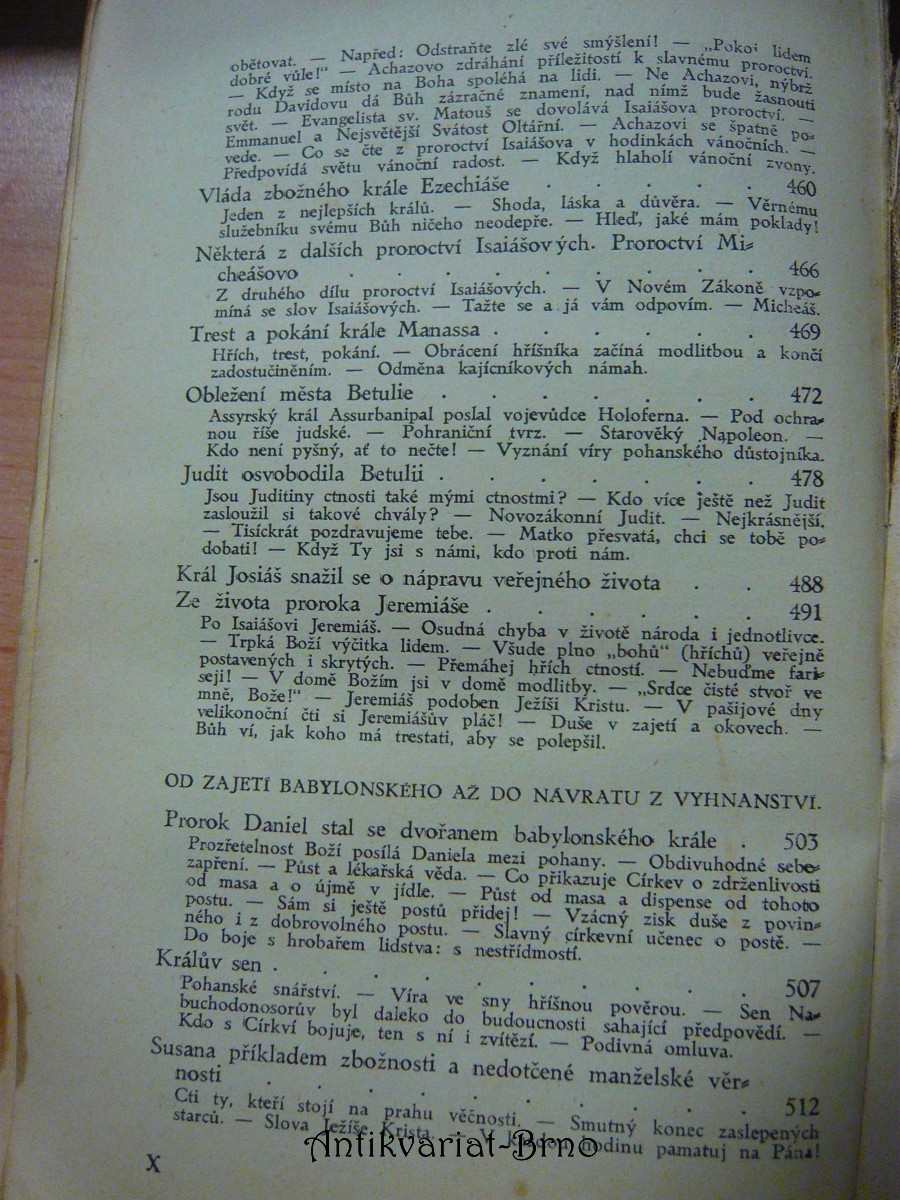 obětovat. — Napřed: Odstraňte zlé své smýšlení! — „Pokoj lidem
dobré vůle!" — Achazovo zdráhání příležitostí k slavnému proroctví.
— Když se místo na Boha spoléhá na lidi. — Ne Achazovi, nýbrž
rodu Davidovu dá Bůh zázračné znamení, nad nímž bude žasnouti
svět. — Evangelista sv. Matouš se dovolává Isaiášova proroctví. —
Emmanuel a Nejsvětější Svátost Oltářní. — Achazovi se špatně po=
vede. — Co se čte z proroctví Isaiášova v hodinkách vánočních. —
Předpovídá světu vánoční radost. — Když hlaholí vánoční zvony.
Vláda zbožného krále Ezechiáše . . . . . 460
Jeden z nejlepších králů. — Shoda, láska a důvěra. — Věrnému
služebníku svému Bůh ničeho neodepře. — Hleď, jaké mám poklady!
Některá z dalších proroctví Isaiášových. Proroctví Mi=
cheášovo . . . . . . . . . 466
Z druhého dílu proroctví Isaiášových. — V Novém Zákoně vzpo=
míná se slov Isaiášových. — Tažte se a já vám odpovím. — Micheáš.
Trest a pokání krále Manassa . . . . . . 469
Hřích, trest, pokání. — Obrácení hříšníka začíná modlitbou a končí
zadostučiněním. — Odměna kajícníkových námah.
Obležení města Betulie . . . . . . . 472
Assyrský král Assurbanipal poslal vojevůdce Holoferna. — Pod ochra=
nou říše judské. — Pohraniční tvrz. — Starověký Napoleon. —
Kdo není pyšný, ať to nečte! — Vyznání víry pohanského důstojníka.
Judit osvobodila Betulii . . . . . . . 478
Jsou Juditiny ctnosti také mými ctnostmi? — Kdo více ještě než Judit
zasloužil si takové chvály? — Novozákonní Judit. — Nejkrásnější.
— Tisíckrát pozdravujeme tebe. — Matko přesvatá, chci se tobě po=
dobati! — Když Ty jsi s námi, kdo proti nám.
Král Josiáš snažil se o nápravu veřejného života . . 488
Ze života proroka Jeremiáše . . . . . . 491
Po Isaiášovi Jeremiáš. — Osudná chyba v životě národa i jednotlivce.
— Trpká Boží výčitka lidem. — Všude plno „bohů" (hříchů) veřejně
postavených i skrytých. — Přemáhej hřích ctností. — Nebuďme fari=
seji! — V domě Božím jsi v domě modlitby. — „Srdce čisté stvoř ve
mně, Bože!" — Jeremiáš podoben Ježíši Kristu. — V pašijové dny
velikonoční čti si Jeremiášův pláč! — Duše v zajetí a okovech. —
Bůh ví, jak koho má trestati, aby se polepšil.
OD ZAJETÍ BABYLONSKÉHO AŽ DO NÁVRATU Z VYHNANSTVÍ.
Prorok Daniel stal se dvořanem babylonského krále . 503
Prozřetelnost Boží posílá Daniela mezi pohany. — Obdivuhodné sebe=
zapření. — Půst a lékařská věda. — Co přikazuje Církev o zdrženlivosti
od masa a o újmě v jídle. — Půst od masa a dispense od tohoto
postu. — Sám si ještě postů přidej! — Vzácný zisk duše z povin=
ného i z dobrovolného postu. — Slavný církevní učenec o postě. —
Do boje s hrobařem lidstva: s nestřídmostí.
Králův sen . . . . . . . . . 507
Pohanské snářství. — Víra ve sny hříšnou pověrou. — Sen Na=
buchodonosorův byl daleko do budoucnosti sahající předpovědí. —
Kdo s Církví bojuje, ten s ní i zvítězí. — Podivná omluva.
Susana příkladem zbožnosti a nedotčené manželské věr=
nosti . . . . . . . . . . 512
Cti ty, kteří stojí na prahu věčnosti. — Smutný konec zaslepených
starců. — Slova Ježíše Krista. — V každou hodinu pamatuj na Pána!
X
Antikvariat-Brno